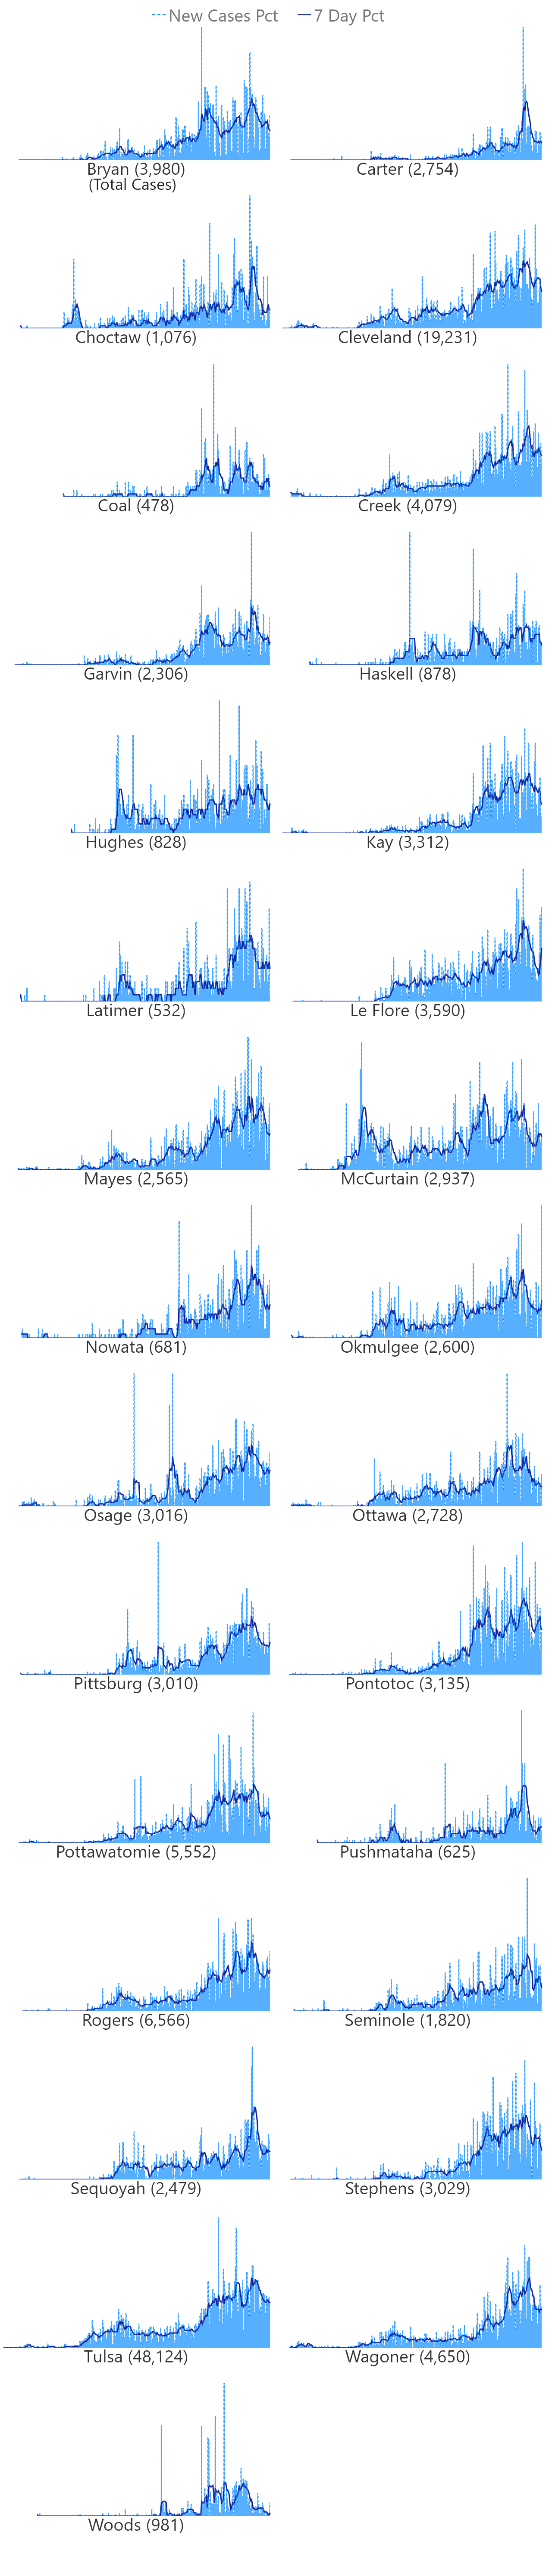 New Cases Pct 7 Day Pct
Bryan (3,980) Carter (2,754)
(Total Cases)
Choctaw (1,076) Cleveland (19,231)
Coal (478) Creek (4,079)
Garvin (2,306) Haskell (878)
Hughes (828) Kay (3,312)
Latimer (532) Le Flore (3,590)
Mayes (2,565) McCurtain (2,937)
Nowata (681) Okmulgee (2,600)
Osage (3,016) Ottawa (2,728)
Pittsburg (3,010) Pontotoc (3,135)
Pottawatomie (5,552) Pushmataha (625)
Rogers (6,566) Seminole (1,820)
Sequoyah (2,479) Stephens (3,029)
Tulsa (48,124) Wagoner (4,650)
Woods (981)